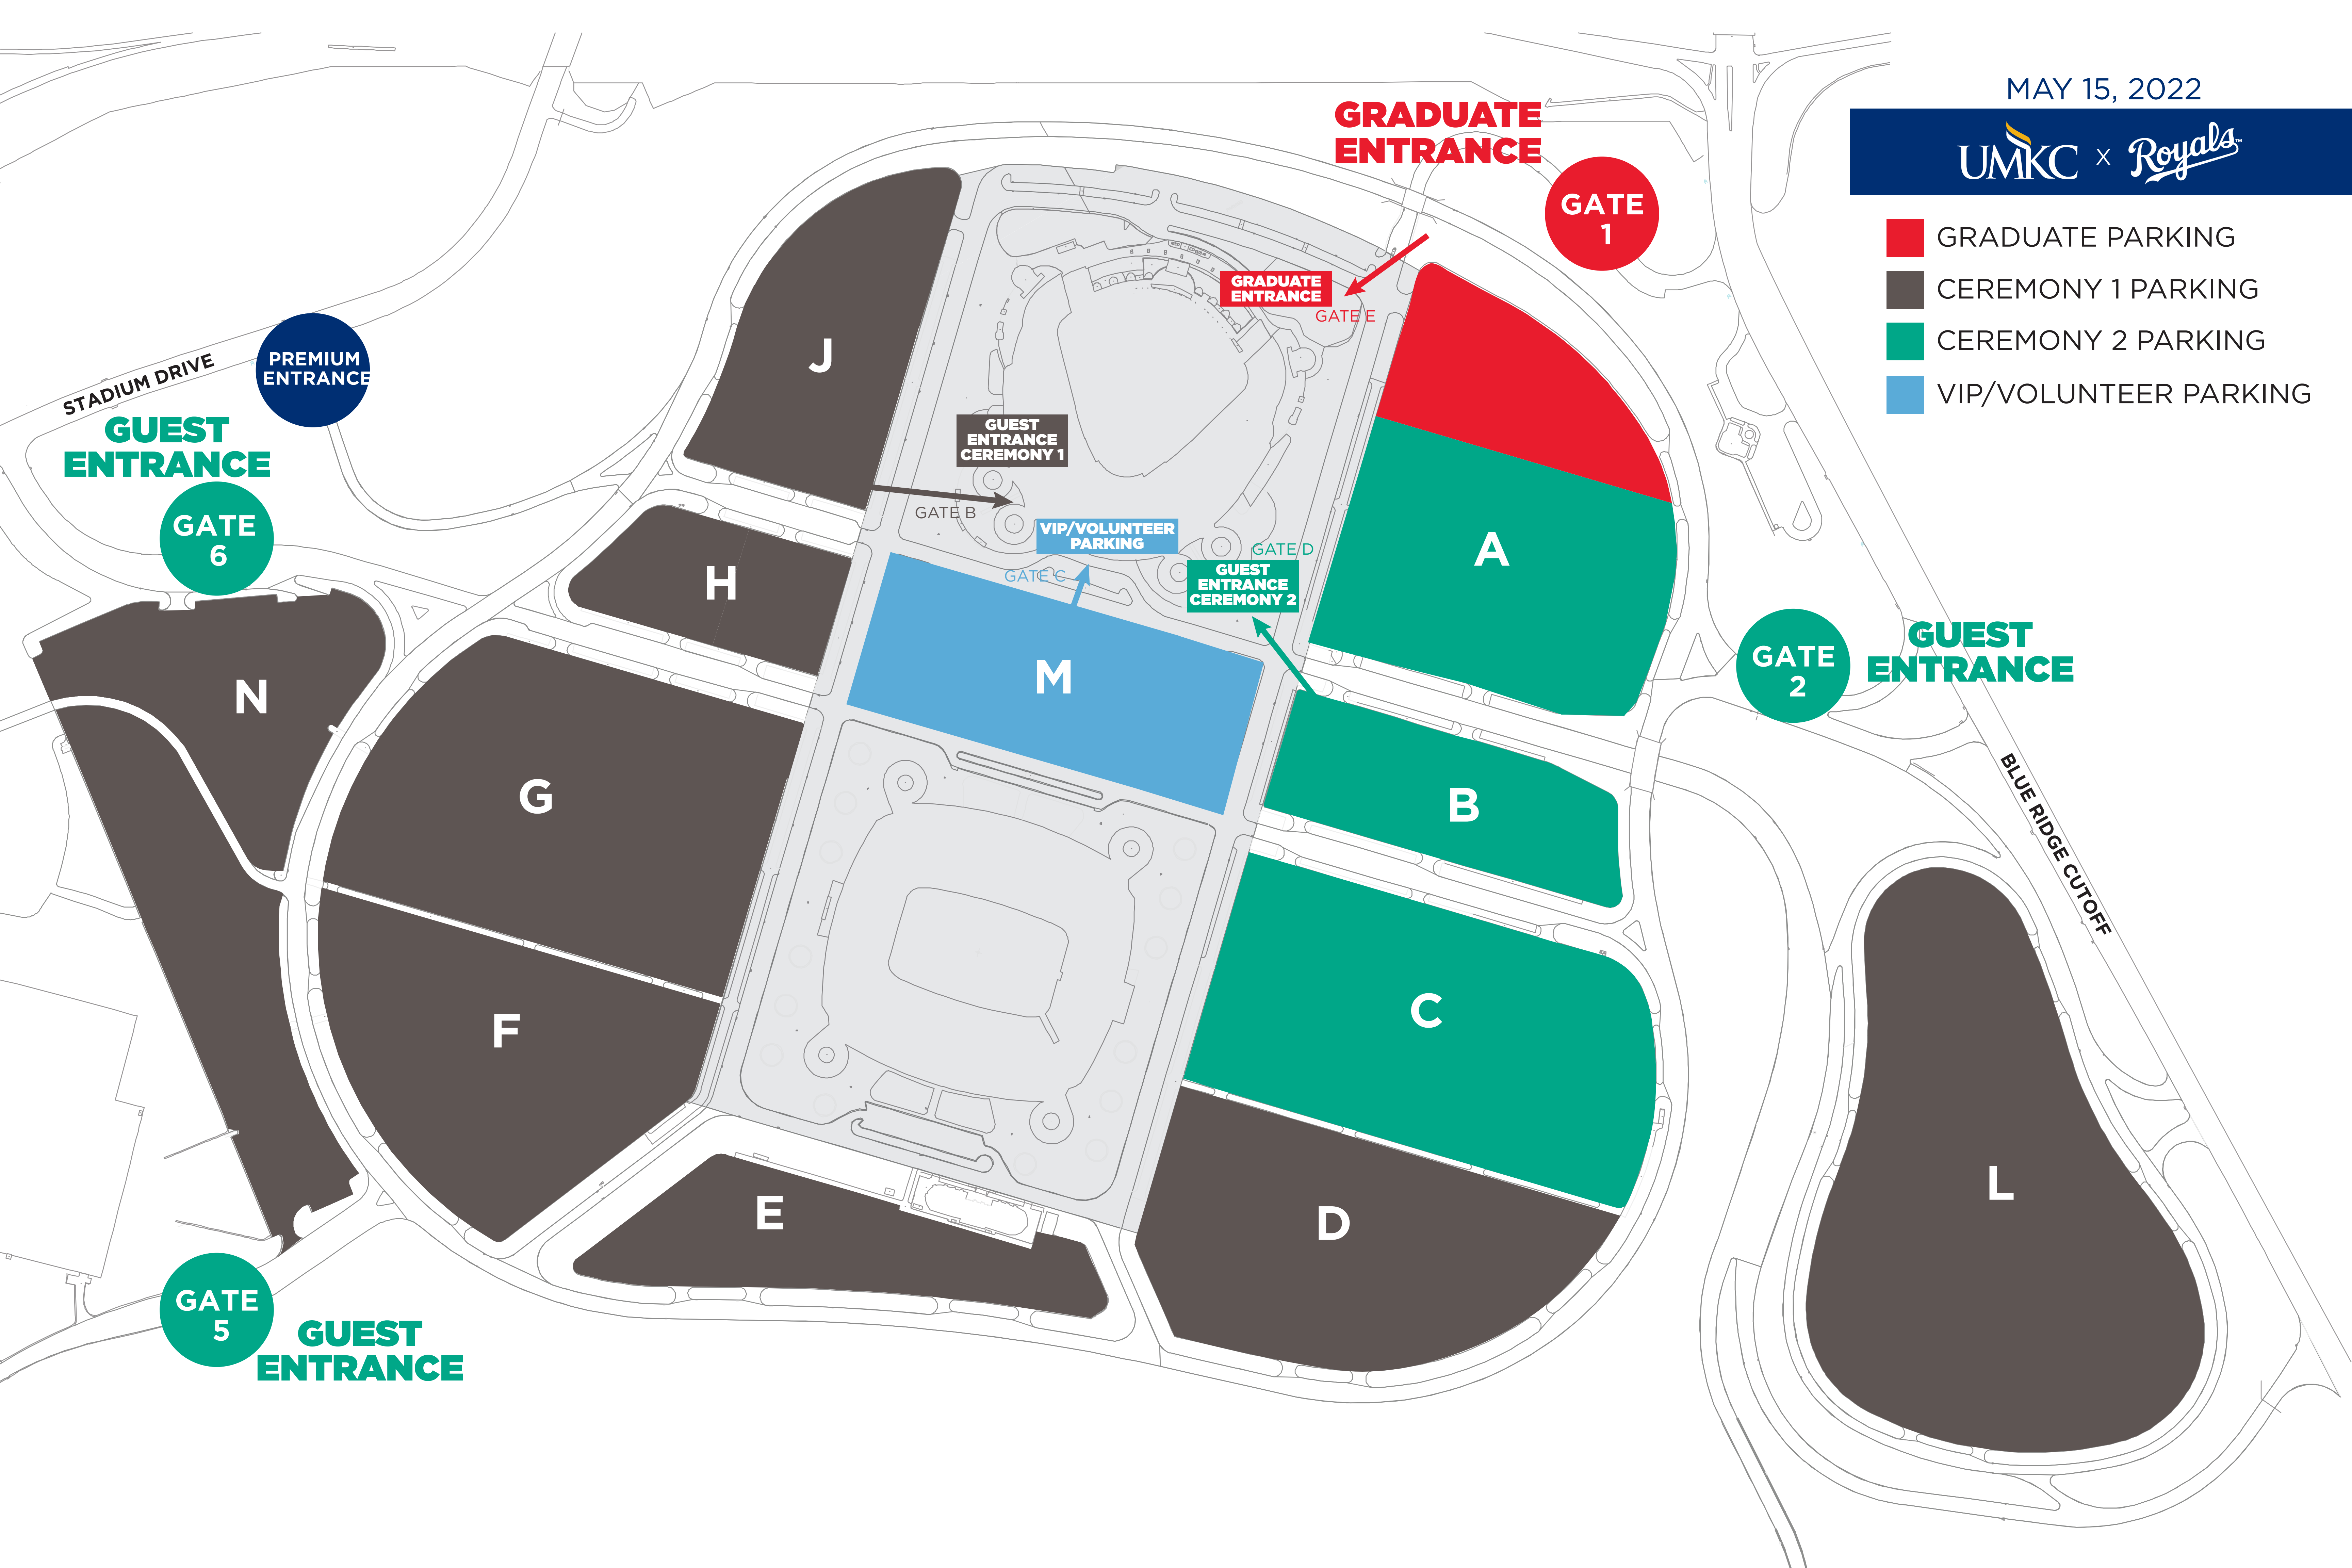 MAY 15, 2022
UMKC x Royals™
GRADUATE PARKING
CEREMONY 1 PARKING
CEREMONY 2 PARKING
VIP/VOLUNTEER PARKING
GRADUATE
ENTRANCE
GATE
1
GRADUATE
ENTRANCE
GATE E
J
PREMIUM
ENTRANCE
STADIUM DRIVE
GUEST
ENTRANCE
GATE
6
GUEST
ENTRANCE
CEREMONY 1
GATE B
VIP/VOLUNTEER
PARKING
GATE C
GATE D
GUEST
ENTRANCE
CEREMONY 2
A
H
M
N
GATE
2
GUEST
ENTRANCE
G
B
BLUE RIDGE CUTOFF
F
C
E
D
L
GATE
5
GUEST
ENTRANCE